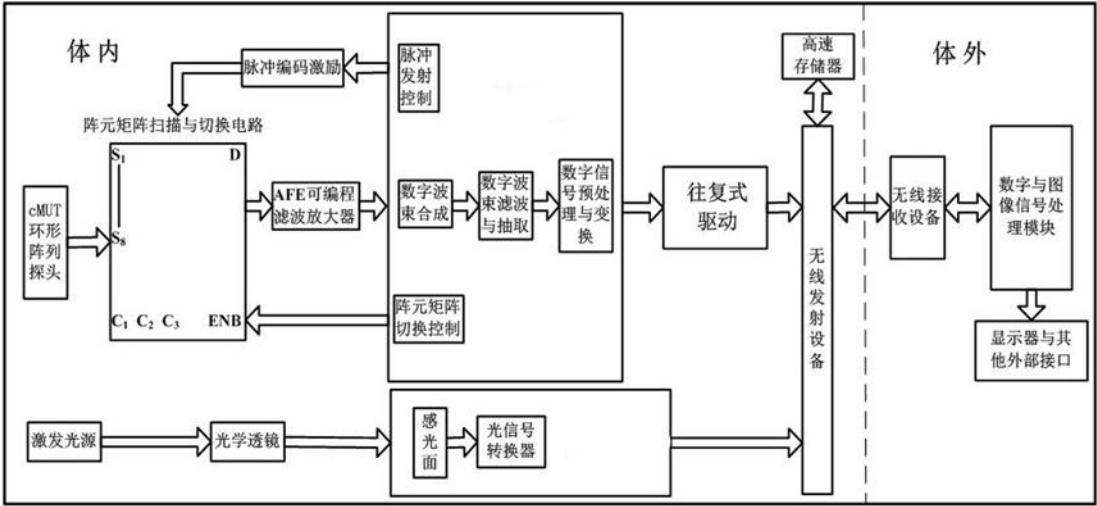 体内
体外
脉冲编码激励
脉冲
发射
控制
高速
存储器
阵元矩阵扫描与切换电路
S1
D
S8
C1 C2 C3
ENB
cMUT
环形
阵列
探头
AFE可编程
滤波放大器
数字波
束合成
数字波
束滤波
与抽取
数字信
号预处
理与变
换
往复式
驱动
无线发射设备
无线接
收设备
数字与图
像信号处
理模块
阵元矩阵
切换控制
显示器与其
他外部接口
激发光源
光学透镜
感光面
光信号
转换器